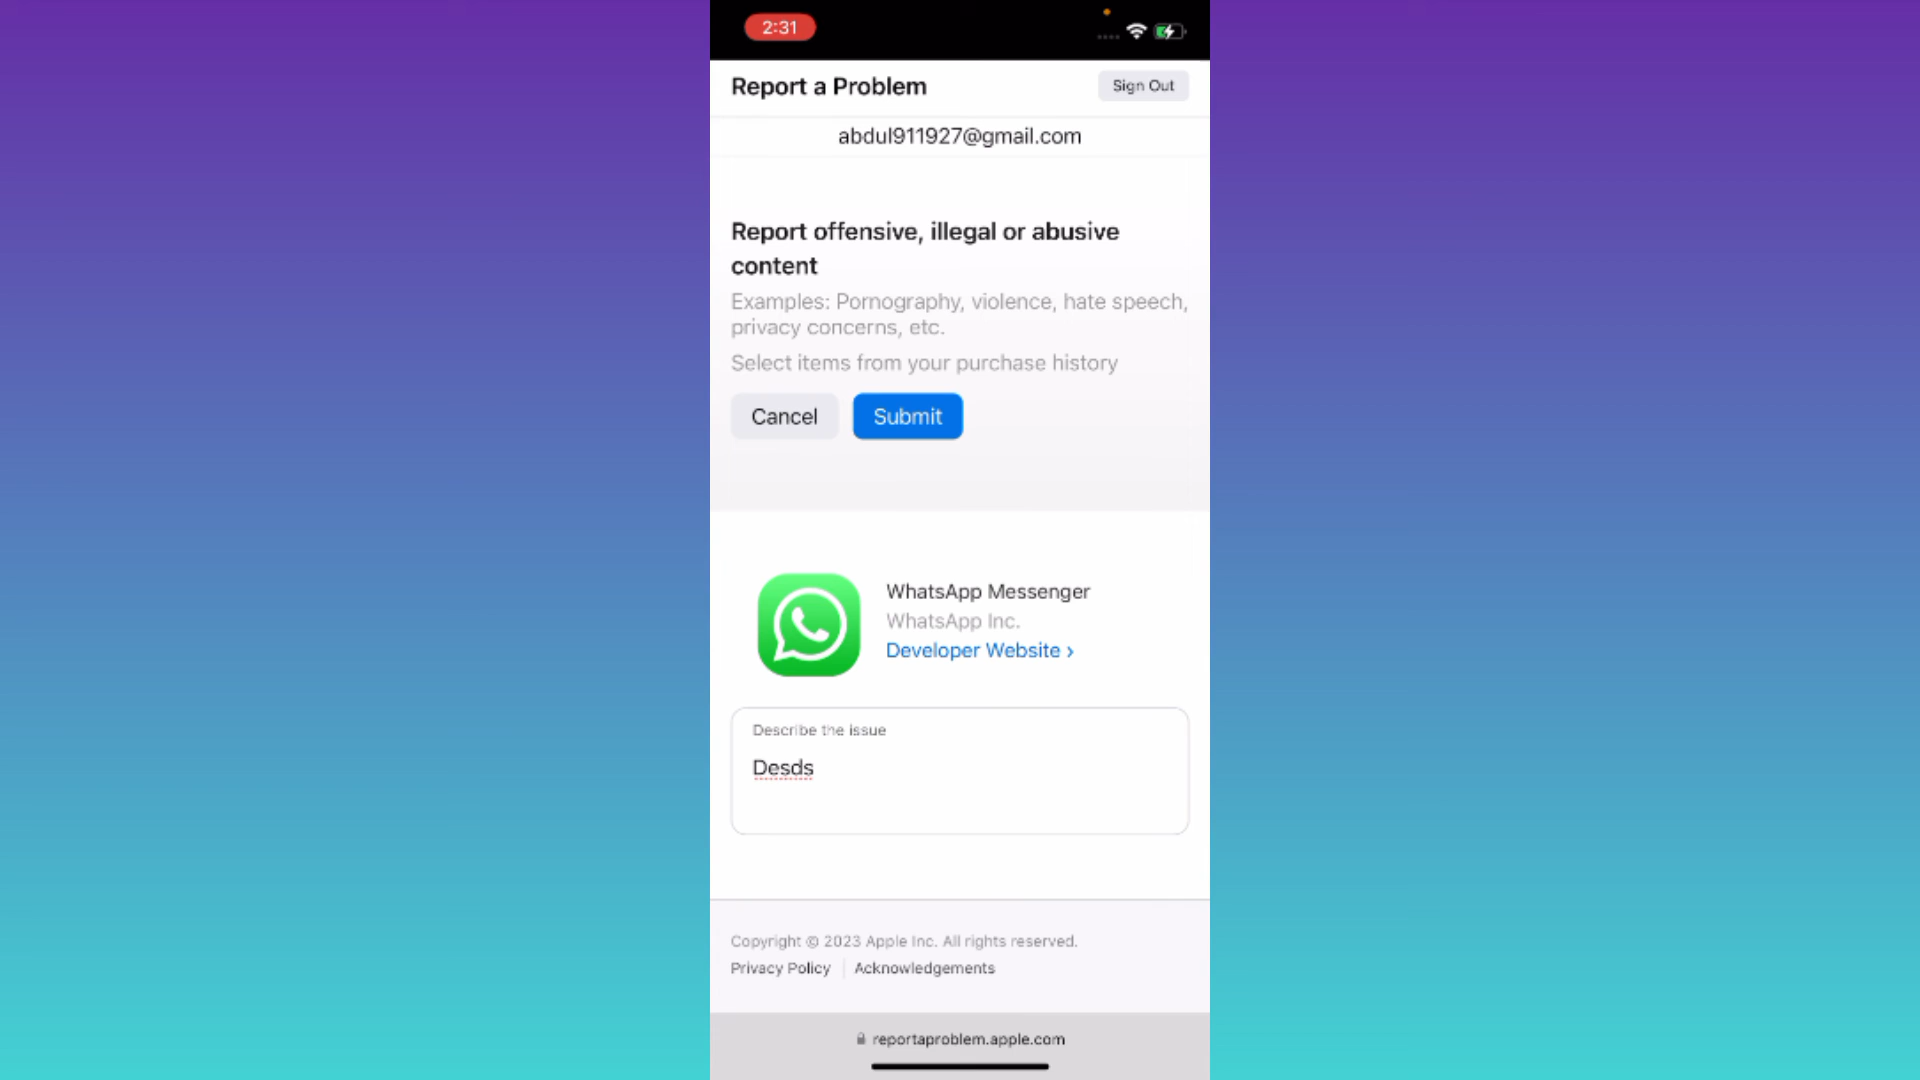 2:31
Report a Problem
Sign Out
abdul911927@gmail.com
Report offensive, illegal or abusive
content
Examples: Pornography, violence, hate speech,
privacy concerns, etc.
Select items from your purchase history
Cancel
Submit
WhatsApp Messenger
WhatsApp Inc.
Developer Website ›
Describe the issue
Desds
Copyright © 2023 Apple Inc. All rights reserved.
Privacy Policy | Acknowledgements
reportaproblem.apple.com